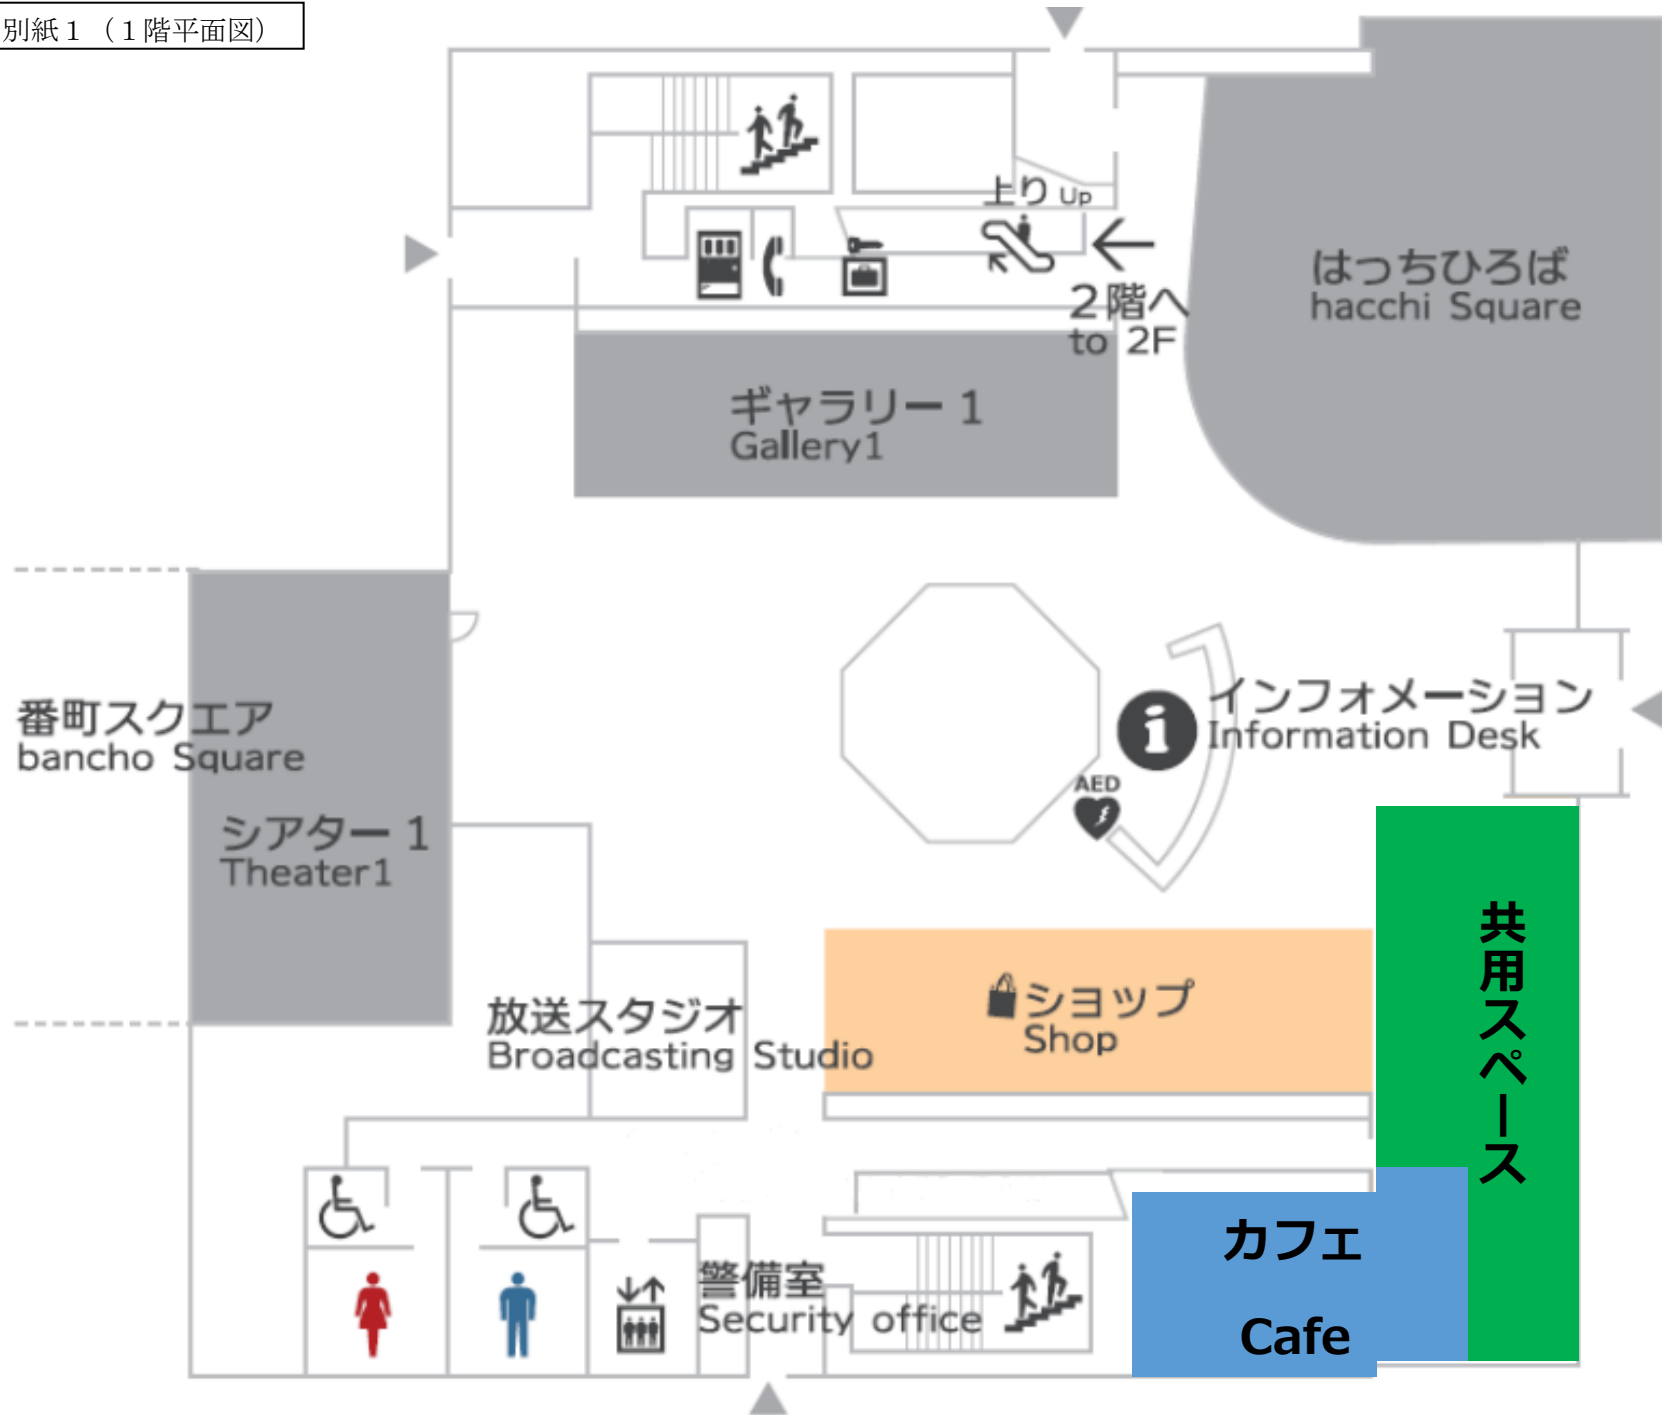 別紙１（１階平面図）
上り Up
２階へ
to 2F
はっちひろば
hacchi Square
ギャラリー 1
Gallery1
番町スクエア
bancho Square
シアター 1
Theater1
インフォメーション
Information Desk
AED
放送スタジオ
Broadcasting Studio
ショップ
Shop
共用スペース
カフェ
Cafe
警備室
Security office